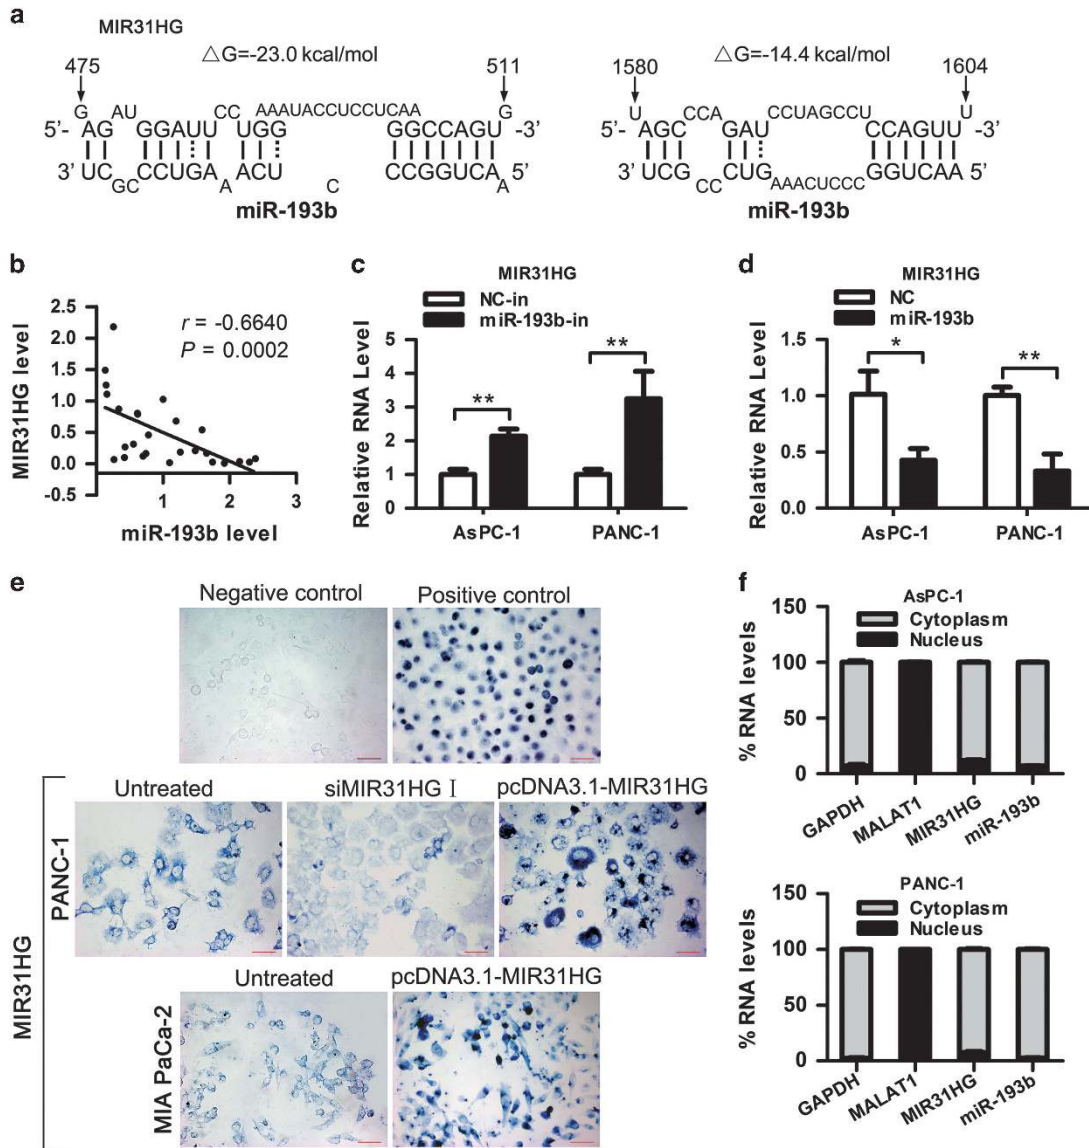 a
MIR31HG
△G=-23.0 kcal/mol
△G=-14.4 kcal/mol
475
511
1580
1604
G AU CC AAAUACCUCCUCAA G
5'- AG GGAUU UGG GGCCAGU -3'
3' UC CCUGA ACU CCGGUCA 5'
GC A C A
miR-193b
U CCA CCUAGCCU U
5'- AGC GAU CCAGUU -3'
3' UCG CUG GGUCAA 5'
CC AAACUCCC
miR-193b
b
MIR31HG level
2.5
2.0
1.5
1.0
0.5
0.0
-0.5
r = -0.6640
P = 0.0002
1 2 3
miR-193b level
c
MIR31HG
NC-in
miR-193b-in
Relative RNA Level
5
4
3
2
1
0
**
**
AsPC-1 PANC-1
d
MIR31HG
NC
miR-193b
Relative RNA Level
1.5
1.0
0.5
0.0
*
**
AsPC-1 PANC-1
e
Negative control
Positive control
MIR31HG
PANC-1
Untreated
siMIR31HG I
pcDNA3.1-MIR31HG
MIA PaCa-2
Untreated
pcDNA3.1-MIR31HG
f
AsPC-1
Cytoplasm
Nucleus
% RNA levels
150
100
50
0
GAPDH MALAT1 MIR31HG miR-193b
PANC-1
Cytoplasm
Nucleus
% RNA levels
150
100
50
0
GAPDH MALAT1 MIR31HG miR-193b